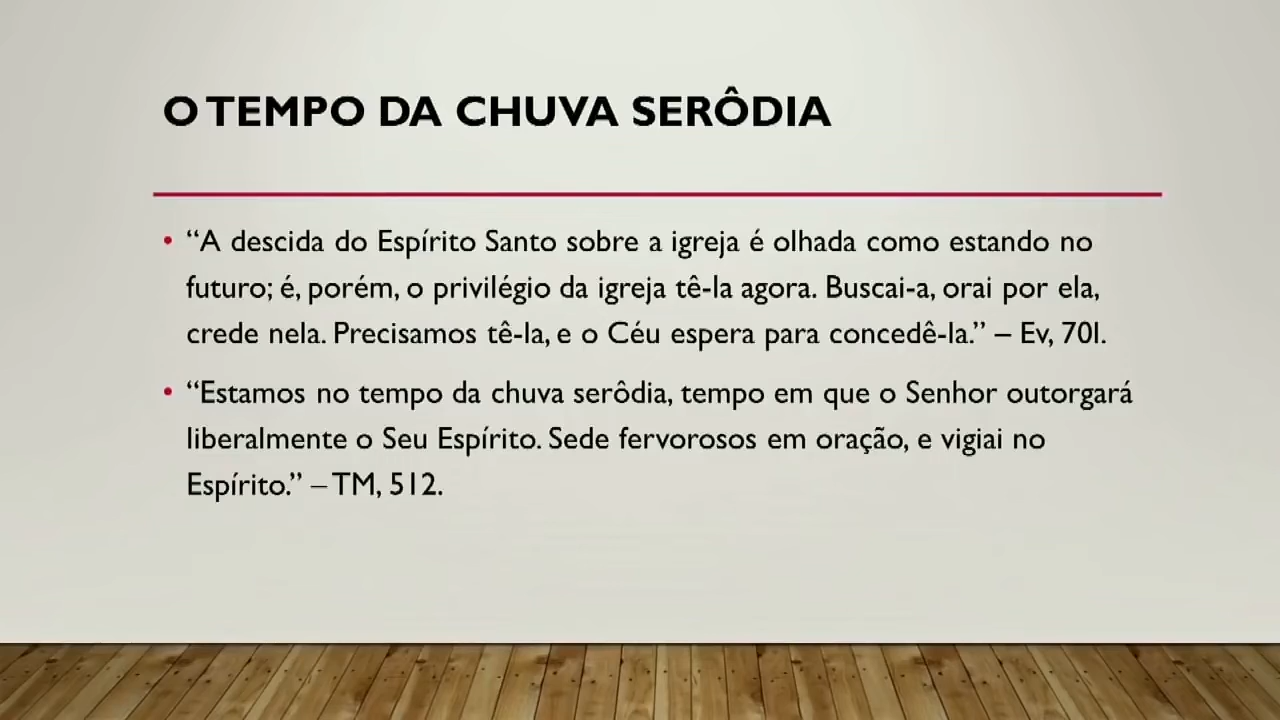 O TEMPO DA CHUVA SERÔDIA
• “A descida do Espírito Santo sobre a igreja é olhada como estando no
futuro; é, porém, o privilégio da igreja tê-la agora. Buscai-a, orai por ela,
crede nela. Precisamos tê-la, e o Céu espera para concedê-la.” – Ev, 70l.
• “Estamos no tempo da chuva serôdia, tempo em que o Senhor outorgará
liberalmente o Seu Espírito. Sede fervorosos em oração, e vigiai no
Espírito.” – TM, 512.